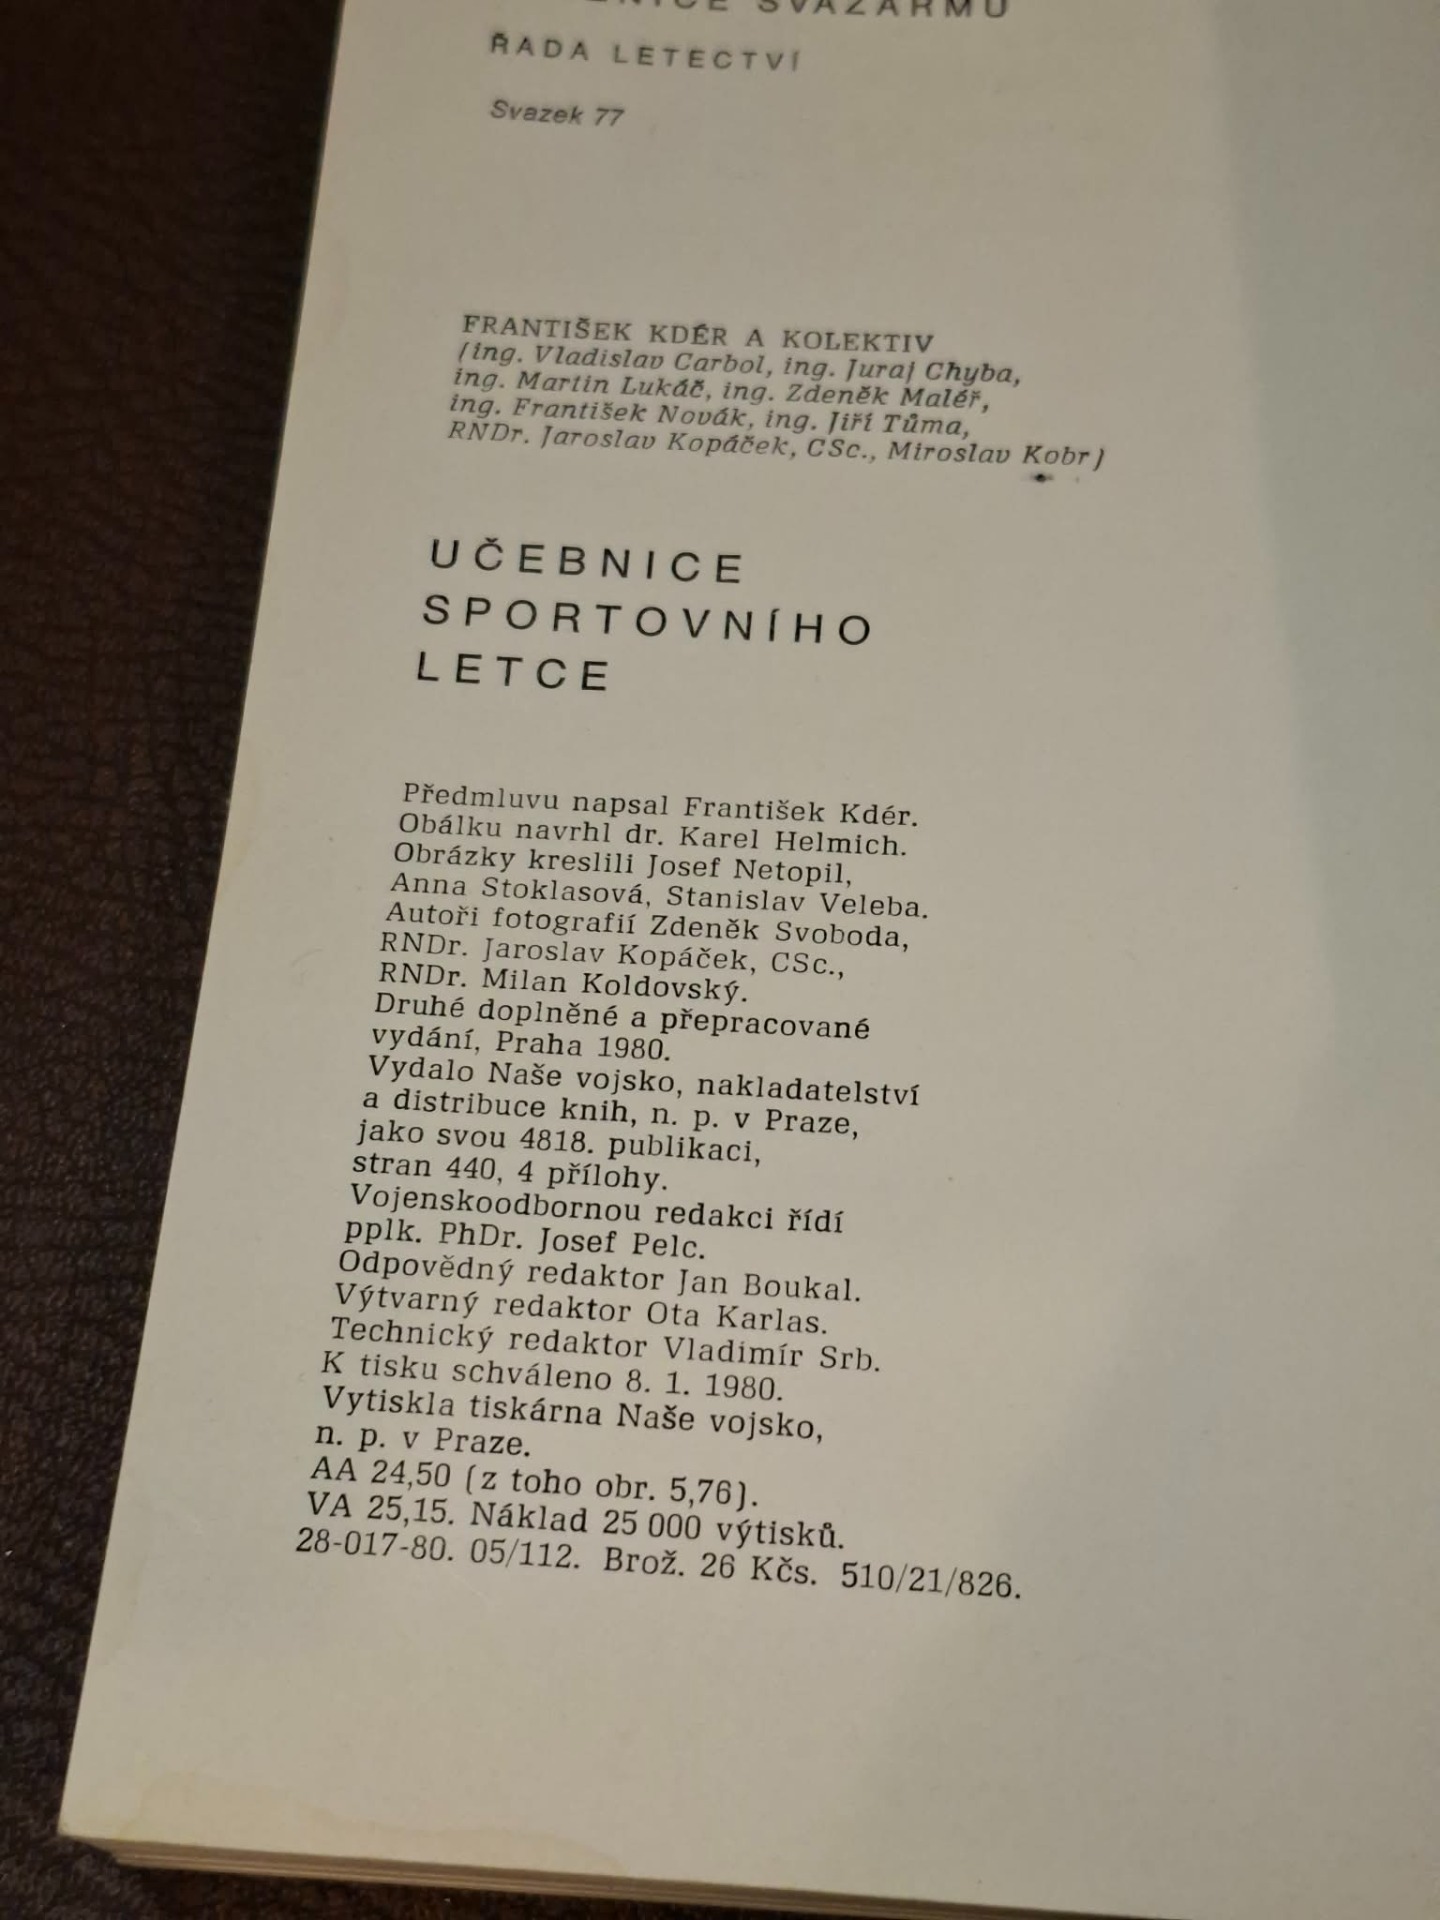 SVAZARMU
ŘADA LETECTVÍ
Svazek 77
FRANTIŠEK KDÉR A KOLEKTIV
(ing. Vladislav Carbol, ing. Juraj Chyba,
ing. Martin Lukáč, ing. Zdeněk Maléř,
ing. František Novák, ing. Jiří Tůma,
RNDr. Jaroslav Kopáček, CSc., Miroslav Kobr)
UČEBNICE
SPORTOVNÍHO
LETCE
Předmluvu napsal František Kdér.
Obálku navrhl dr. Karel Helmich.
Obrázky kreslili Josef Netopil,
Anna Stoklasová, Stanislav Veleba.
Autoři fotografií Zdeněk Svoboda,
RNDr. Jaroslav Kopáček, CSc.,
RNDr. Milan Koldovský.
Druhé doplněné a přepracované
vydání, Praha 1980.
Vydalo Naše vojsko, nakladatelství
a distribuce knih, n. p. v Praze,
jako svou 4818. publikaci,
stran 440, 4 přílohy.
Vojenskoodbornou redakci řídí
pplk. PhDr. Josef Pelc.
Odpovědný redaktor Jan Boukal.
Výtvarný redaktor Ota Karlas.
Technický redaktor Vladimír Srb.
K tisku schváleno 8. 1. 1980.
Vytiskla tiskárna Naše vojsko,
n. p. v Praze.
AA 24,50 (z toho obr. 5,76).
VA 25,15. Náklad 25 000 výtisků.
28-017-80. 05/112. Brož. 26 Kčs. 510/21/826.